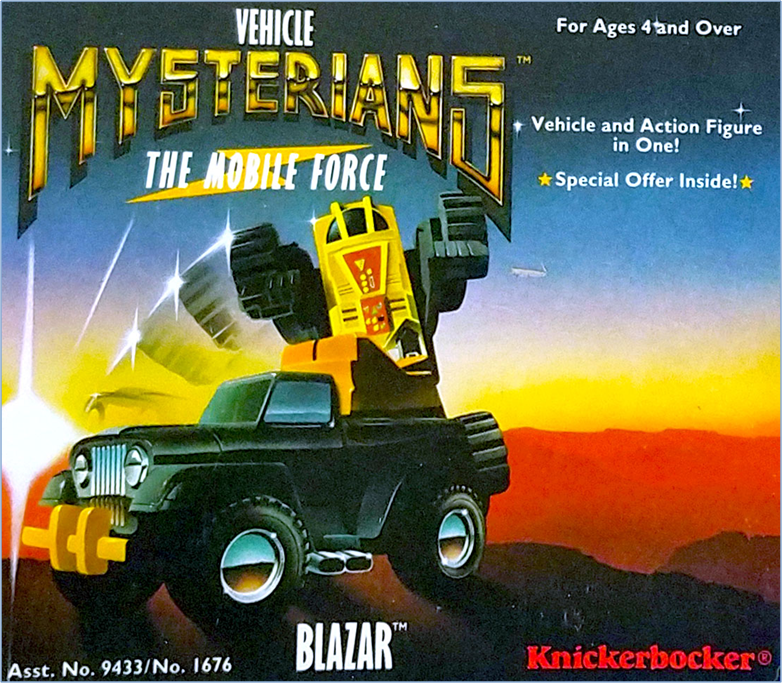 VEHICLE
MYSTERIANS™
THE MOBILE FORCE
For Ages 4 and Over
Vehicle and Action Figure
in One!
★Special Offer Inside!★
BLAZAR™
Asst. No. 9433/No. 1676
Knickerbocker®